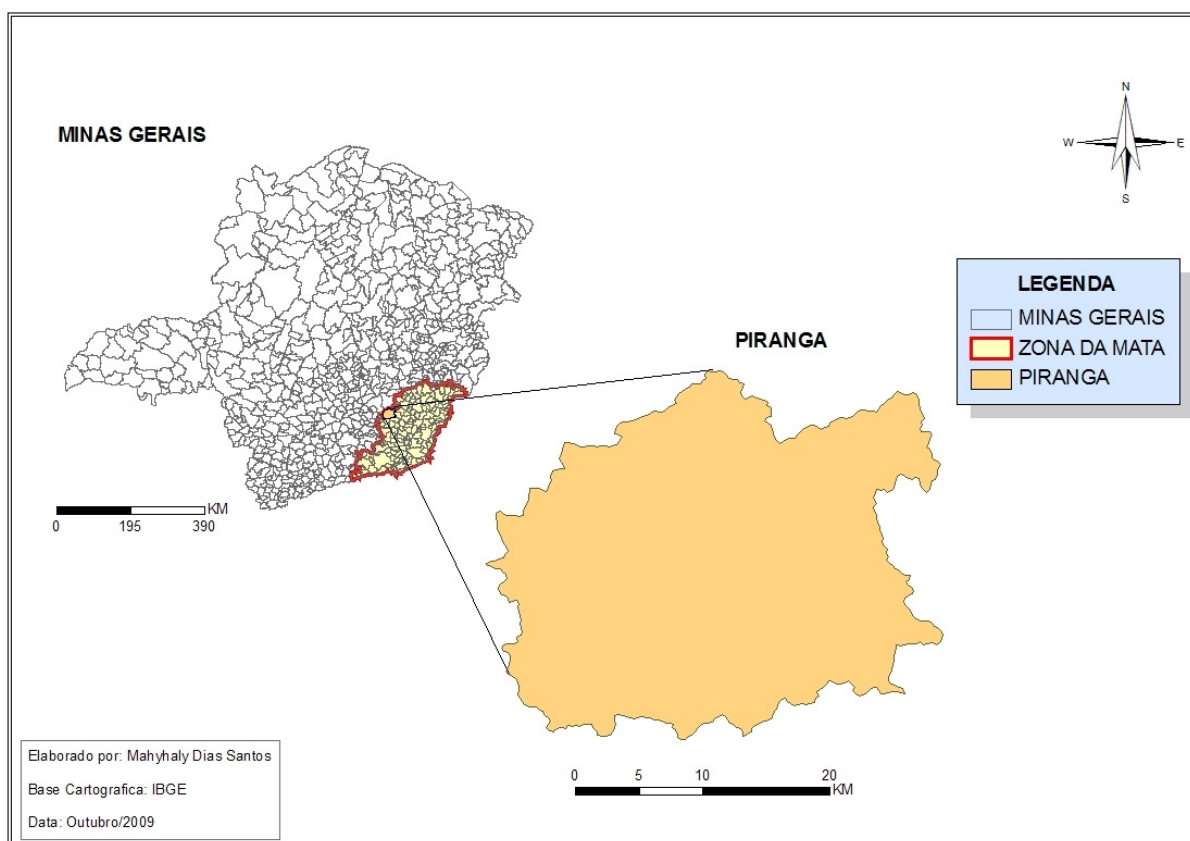 MINAS GERAIS
N
W E
S
LEGENDA
MINAS GERAIS
ZONA DA MATA
PIRANGA
PIRANGA
KM
0 195 390
Elaborado por: Mahyhaly Dias Santos
Base Cartografica: IBGE
Data: Outubro/2009
0 5 10 20
KM